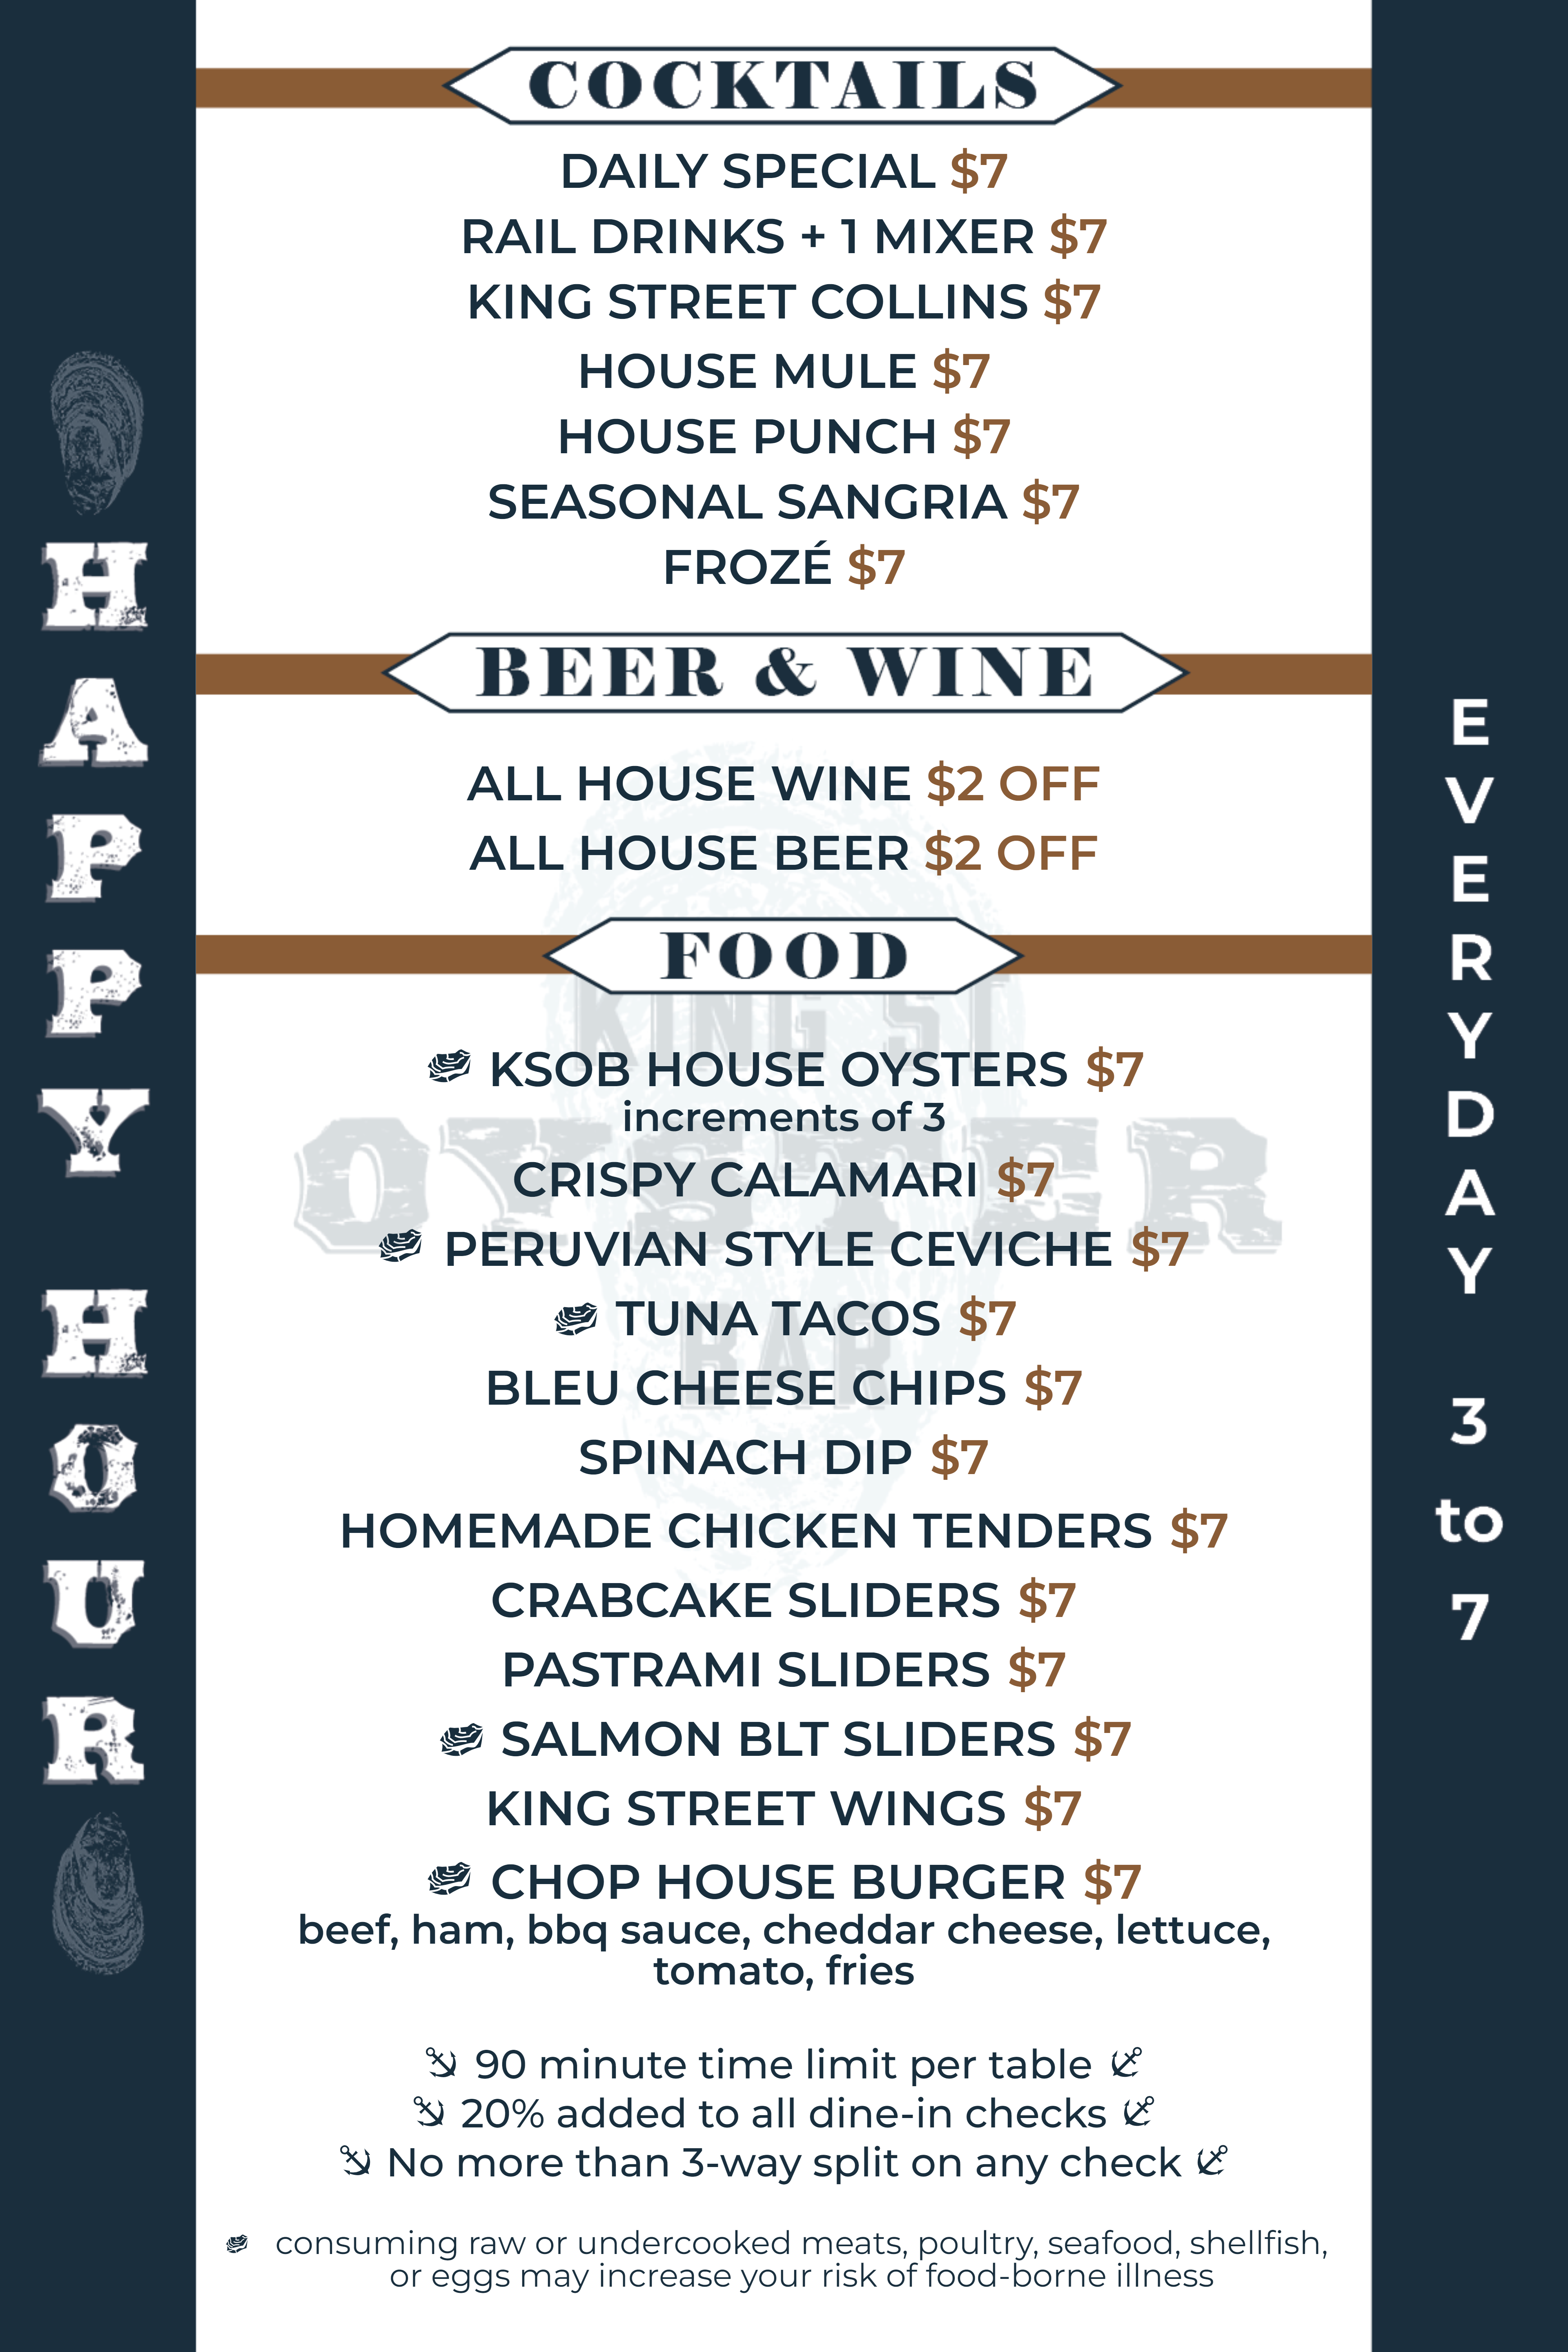 HAPPY HOUR
COCKTAILS
DAILY SPECIAL $7
RAIL DRINKS + 1 MIXER $7
KING STREET COLLINS $7
HOUSE MULE $7
HOUSE PUNCH $7
SEASONAL SANGRIA $7
FROZÉ $7
BEER & WINE
ALL HOUSE WINE $2 OFF
ALL HOUSE BEER $2 OFF
FOOD
KING ST
OYSTER
BAR
KSOB HOUSE OYSTERS $7
increments of 3
CRISPY CALAMARI $7
PERUVIAN STYLE CEVICHE $7
TUNA TACOS $7
BLEU CHEESE CHIPS $7
SPINACH DIP $7
HOMEMADE CHICKEN TENDERS $7
CRABCAKE SLIDERS $7
PASTRAMI SLIDERS $7
SALMON BLT SLIDERS $7
KING STREET WINGS $7
CHOP HOUSE BURGER $7
beef, ham, bbq sauce, cheddar cheese, lettuce,
tomato, fries
90 minute time limit per table
20% added to all dine-in checks
No more than 3-way split on any check
consuming raw or undercooked meats, poultry, seafood, shellfish,
or eggs may increase your risk of food-borne illness
EVERYDAY 3 to 7